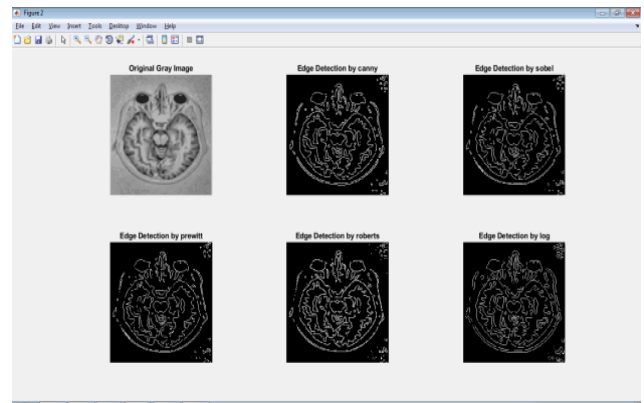 Figure 2
File Edit View Insert Tools Desktop Window Help
Original Gray Image
Edge Detection by canny
Edge Detection by sobel
Edge Detection by prewitt
Edge Detection by roberts
Edge Detection by log